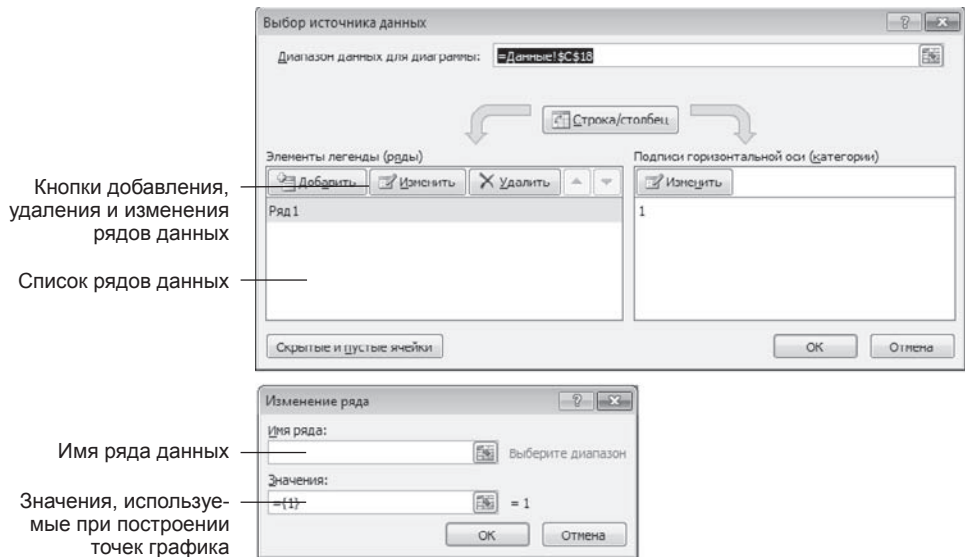 Выбор источника данных
Диапазон данных для диаграммы: =Данные!$C$18
Строка/столбец
Элементы легенды (ряды)
Подписи горизонтальной оси (категории)
Добавить Изменить Удалить
Изменить
Кнопки добавления,
удаления и изменения
рядов данных
Ряд1
1
Список рядов данных
Скрытые и пустые ячейки
ОК
Отмена
Изменение ряда
Имя ряда:
Имя ряда данных
Выберите диапазон
Значения:
={1}
= 1
Значения, используе-
мые при построении
точек графика
ОК
Отмена